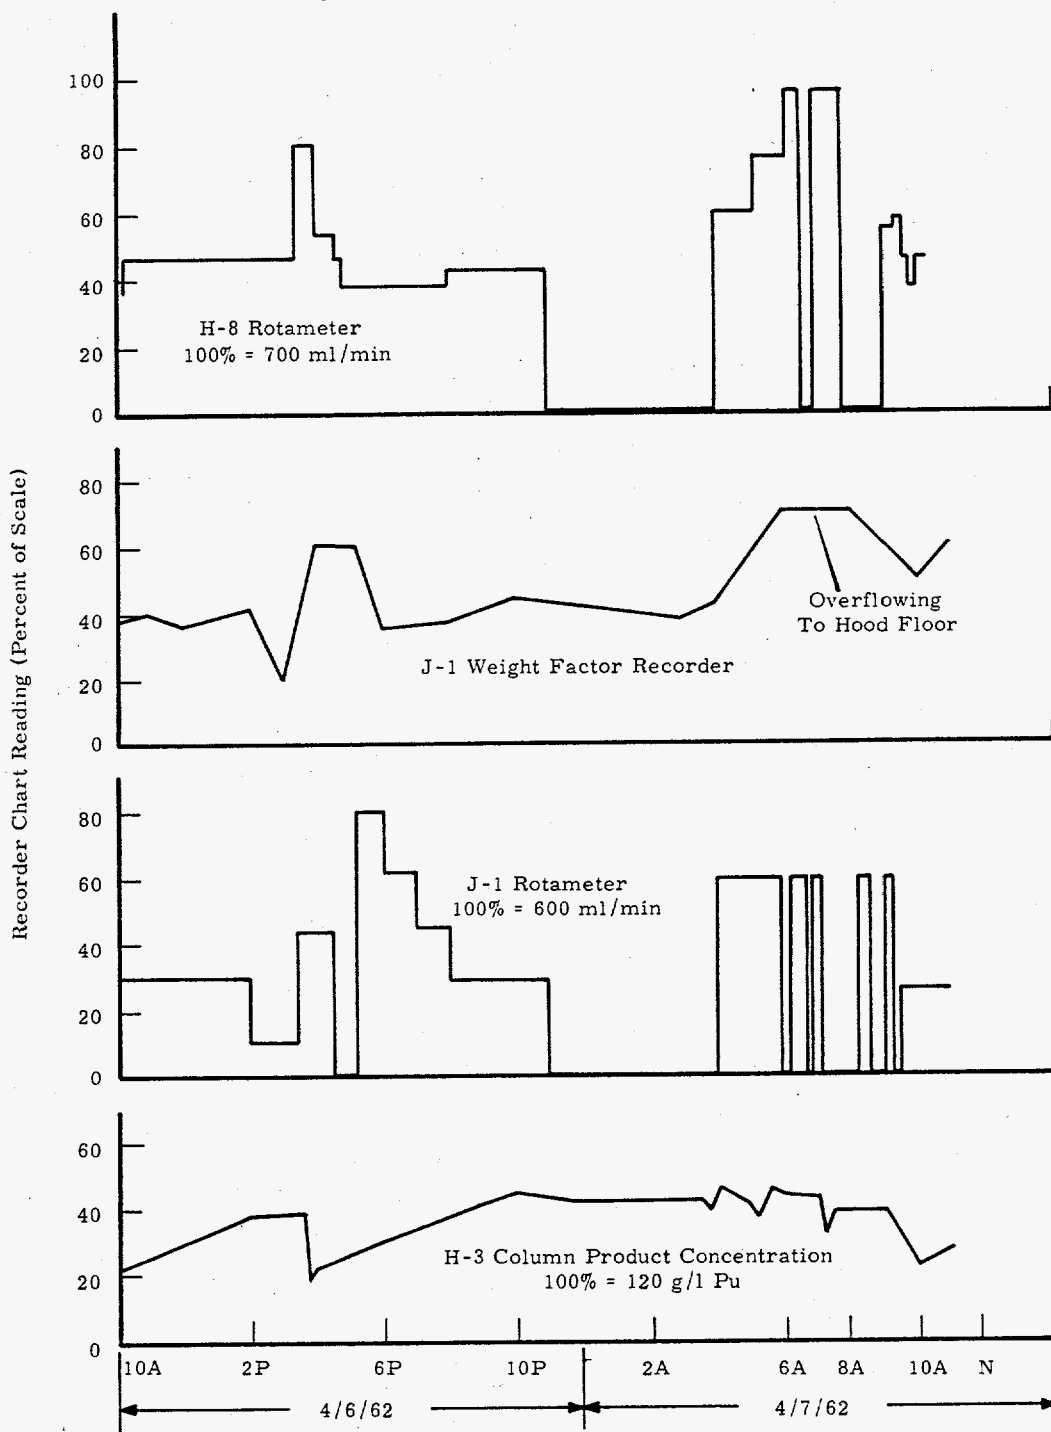 Recorder Chart Reading (Percent of Scale)
100
80
60
40
20
0
H-8 Rotameter
100% = 700 ml/min
80
60
40
20
0
Overflowing
To Hood Floor
J-1 Weight Factor Recorder
80
60
40
20
0
J-1 Rotameter
100% = 600 ml/min
60
40
20
0
H-3 Column Product Concentration
100% = 120 g/l Pu
10A 2P 6P 10P 2A 6A 8A 10A N
4/6/62 4/7/62